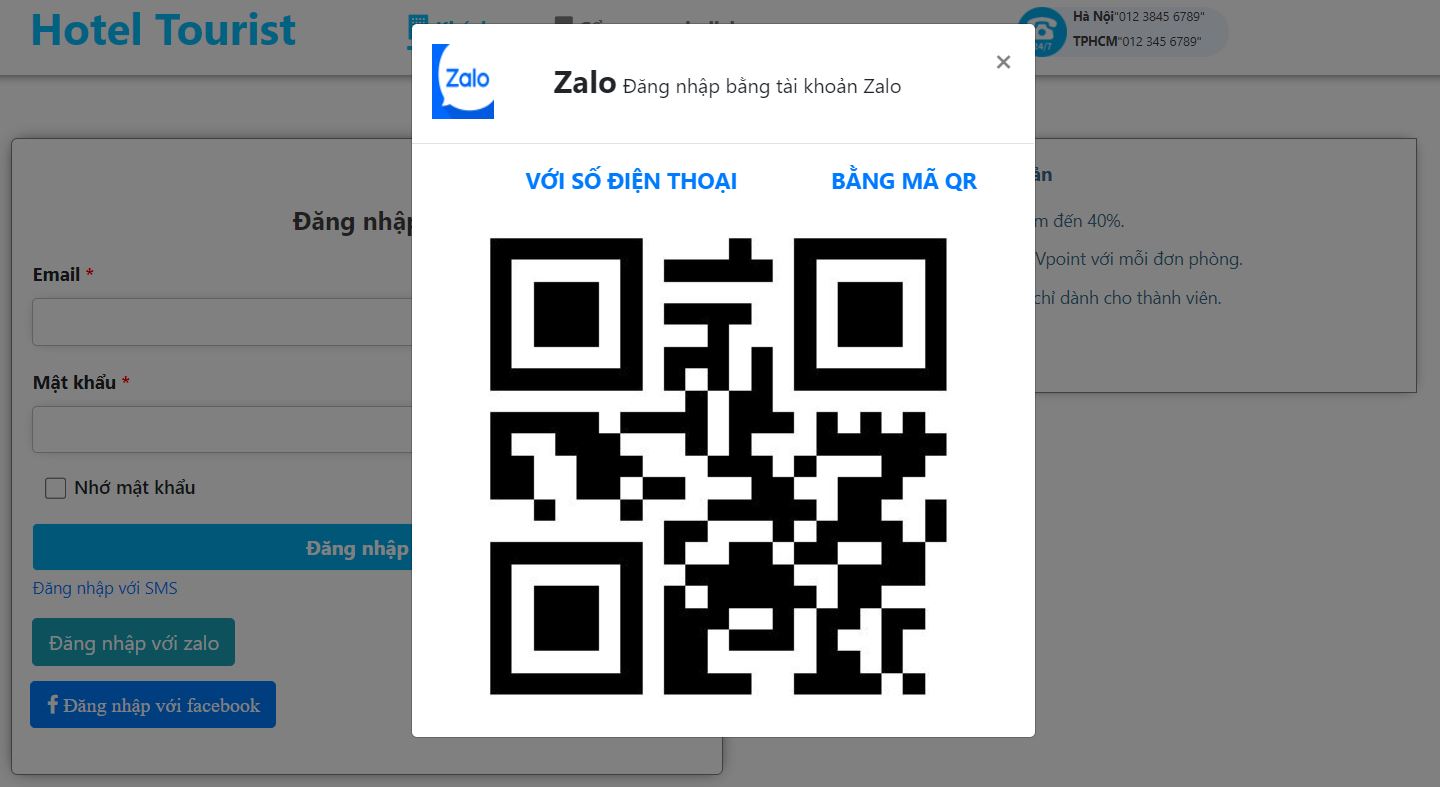 Hotel Tourist
Hà Nội"012 3845 6789"
TPHCM"012 345 6789"
24/7
Zalo
Zalo Đăng nhập bằng tài khoản Zalo
×
VỚI SỐ ĐIỆN THOẠI
BẰNG MÃ QR
Đăng nhập
Email *
Mật khẩu *
Nhớ mật khẩu
Đăng nhập
Đăng nhập với SMS
Đăng nhập với zalo
Đăng nhập với facebook
đến 40%.
Vpoint với mỗi đơn phòng.
chỉ dành cho thành viên.